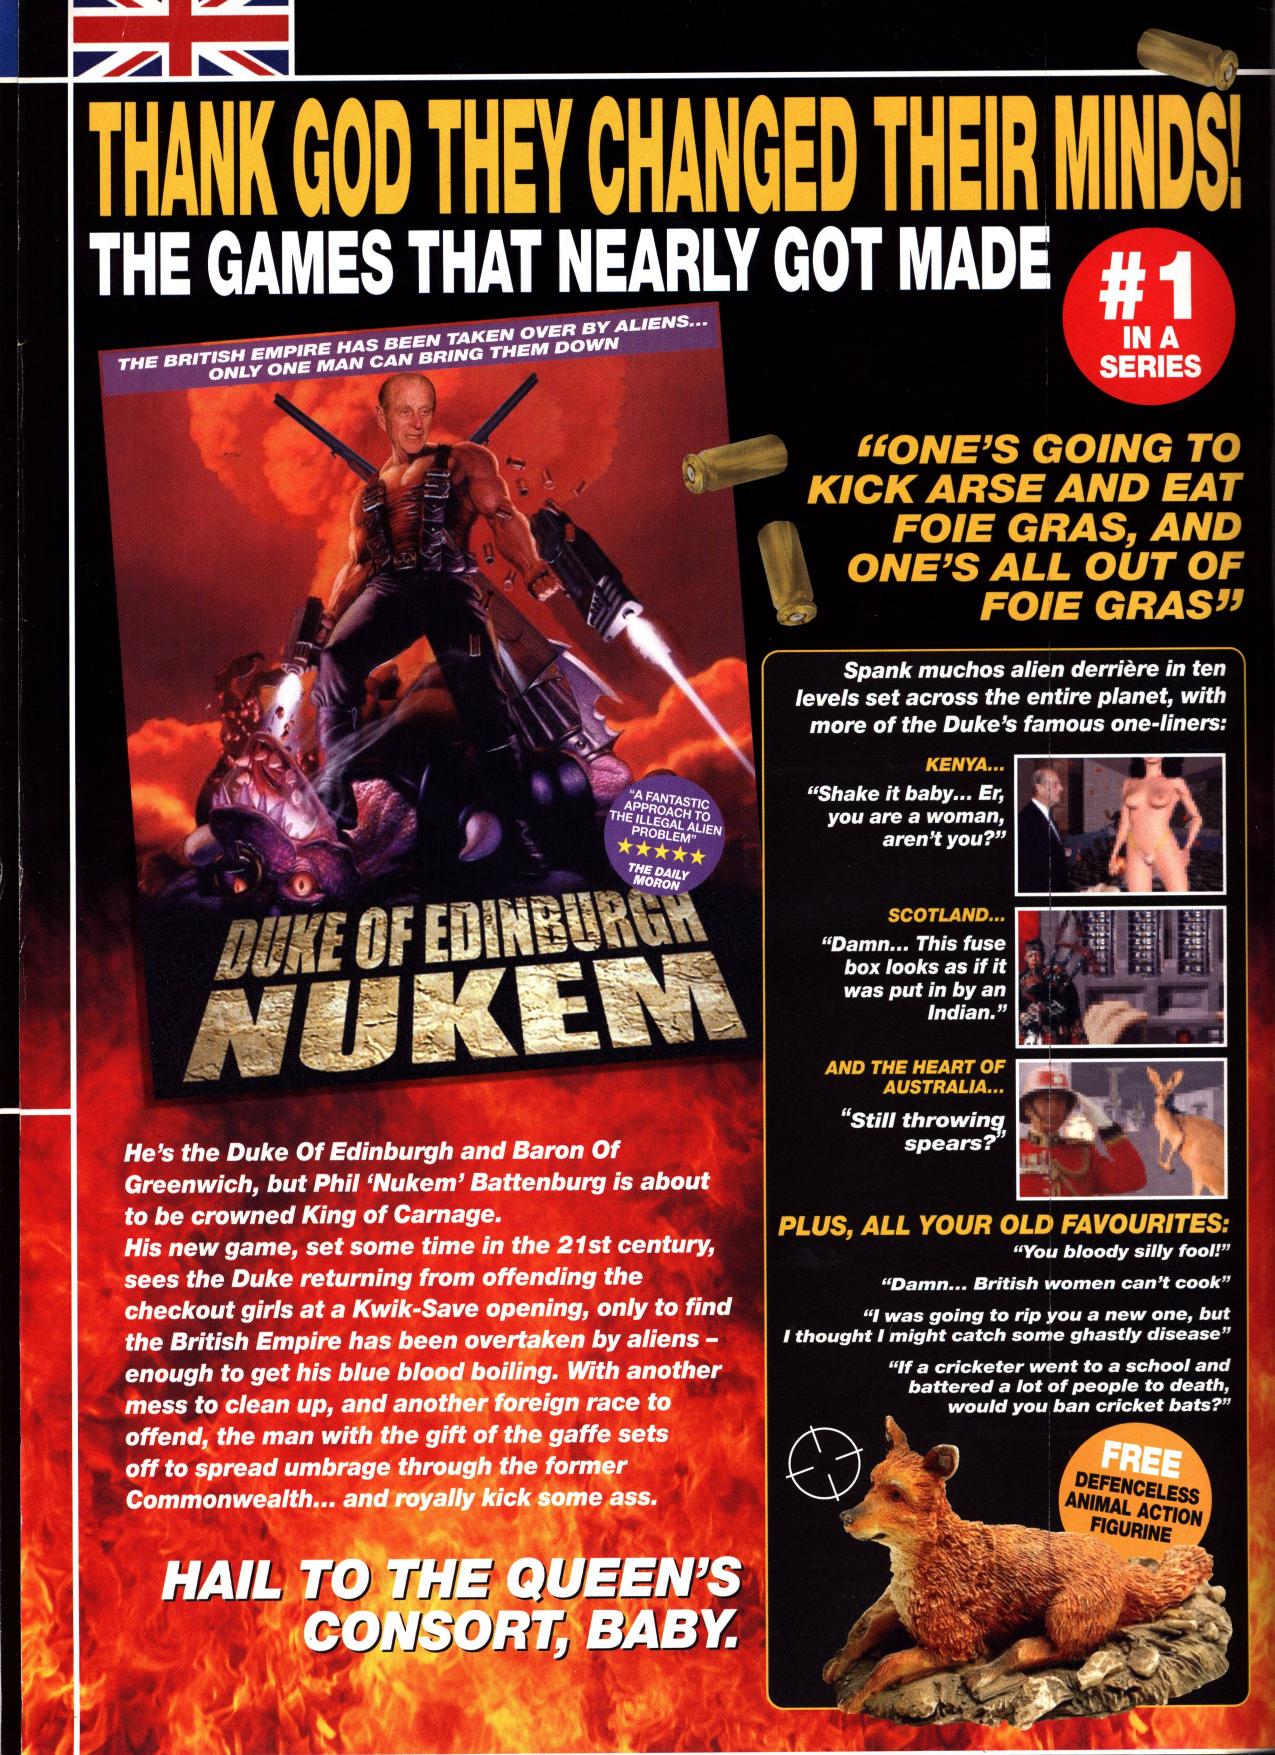 THANK GOD THEY CHANGED THEIR MINDS!
THE GAMES THAT NEARLY GOT MADE
#1
IN A
SERIES
THE BRITISH EMPIRE HAS BEEN TAKEN OVER BY ALIENS...
ONLY ONE MAN CAN BRING THEM DOWN
"A FANTASTIC
APPROACH TO
THE ILLEGAL ALIEN
PROBLEM"
★★★★★
THE DAILY
MORON
DUKE OF EDINBURGH
NUKEM
"ONE'S GOING TO
KICK ARSE AND EAT
FOIE GRAS, AND
ONE'S ALL OUT OF
FOIE GRAS"
Spank muchos alien derrière in ten
levels set across the entire planet, with
more of the Duke's famous one-liners:
KENYA...
"Shake it baby... Er,
you are a woman,
aren't you?"
SCOTLAND...
"Damn... This fuse
box looks as if it
was put in by an
Indian."
AND THE HEART OF
AUSTRALIA...
"Still throwing
spears?"
PLUS, ALL YOUR OLD FAVOURITES:
"You bloody silly fool!"
"Damn... British women can't cook"
"I was going to rip you a new one, but
I thought I might catch some ghastly disease"
"If a cricketer went to a school and
battered a lot of people to death,
would you ban cricket bats?"
FREE
DEFENCELESS
ANIMAL ACTION
FIGURINE
He's the Duke Of Edinburgh and Baron Of
Greenwich, but Phil 'Nukem' Battenburg is about
to be crowned King of Carnage.
His new game, set some time in the 21st century,
sees the Duke returning from offending the
checkout girls at a Kwik-Save opening, only to find
the British Empire has been overtaken by aliens –
enough to get his blue blood boiling. With another
mess to clean up, and another foreign race to
offend, the man with the gift of the gaffe sets
off to spread umbrage through the former
Commonwealth... and royally kick some ass.
HAIL TO THE QUEEN'S
CONSORT, BABY.